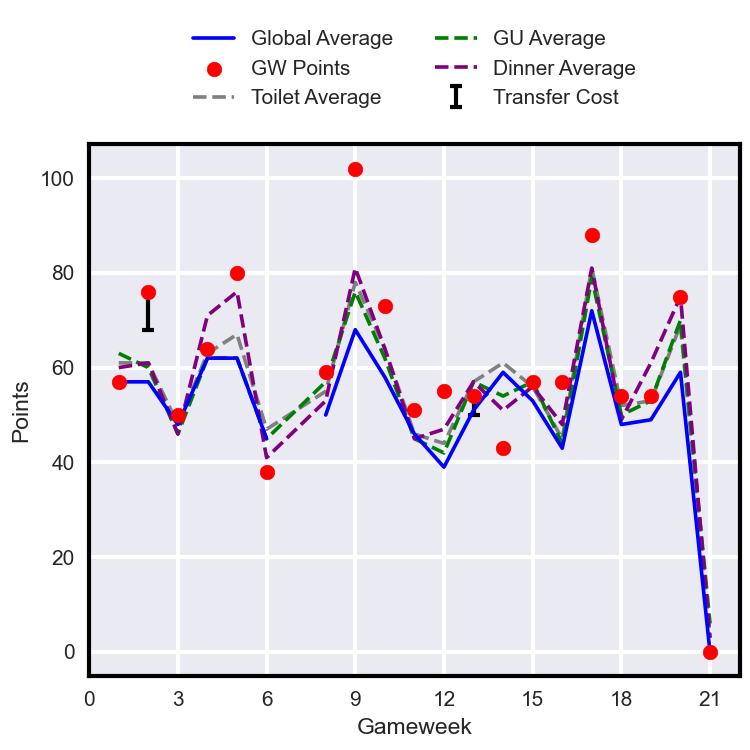 Global Average
GW Points
Toilet Average
GU Average
Dinner Average
Transfer Cost
100
80
60
40
20
0
Points
0 3 6 9 12 15 18 21
Gameweek